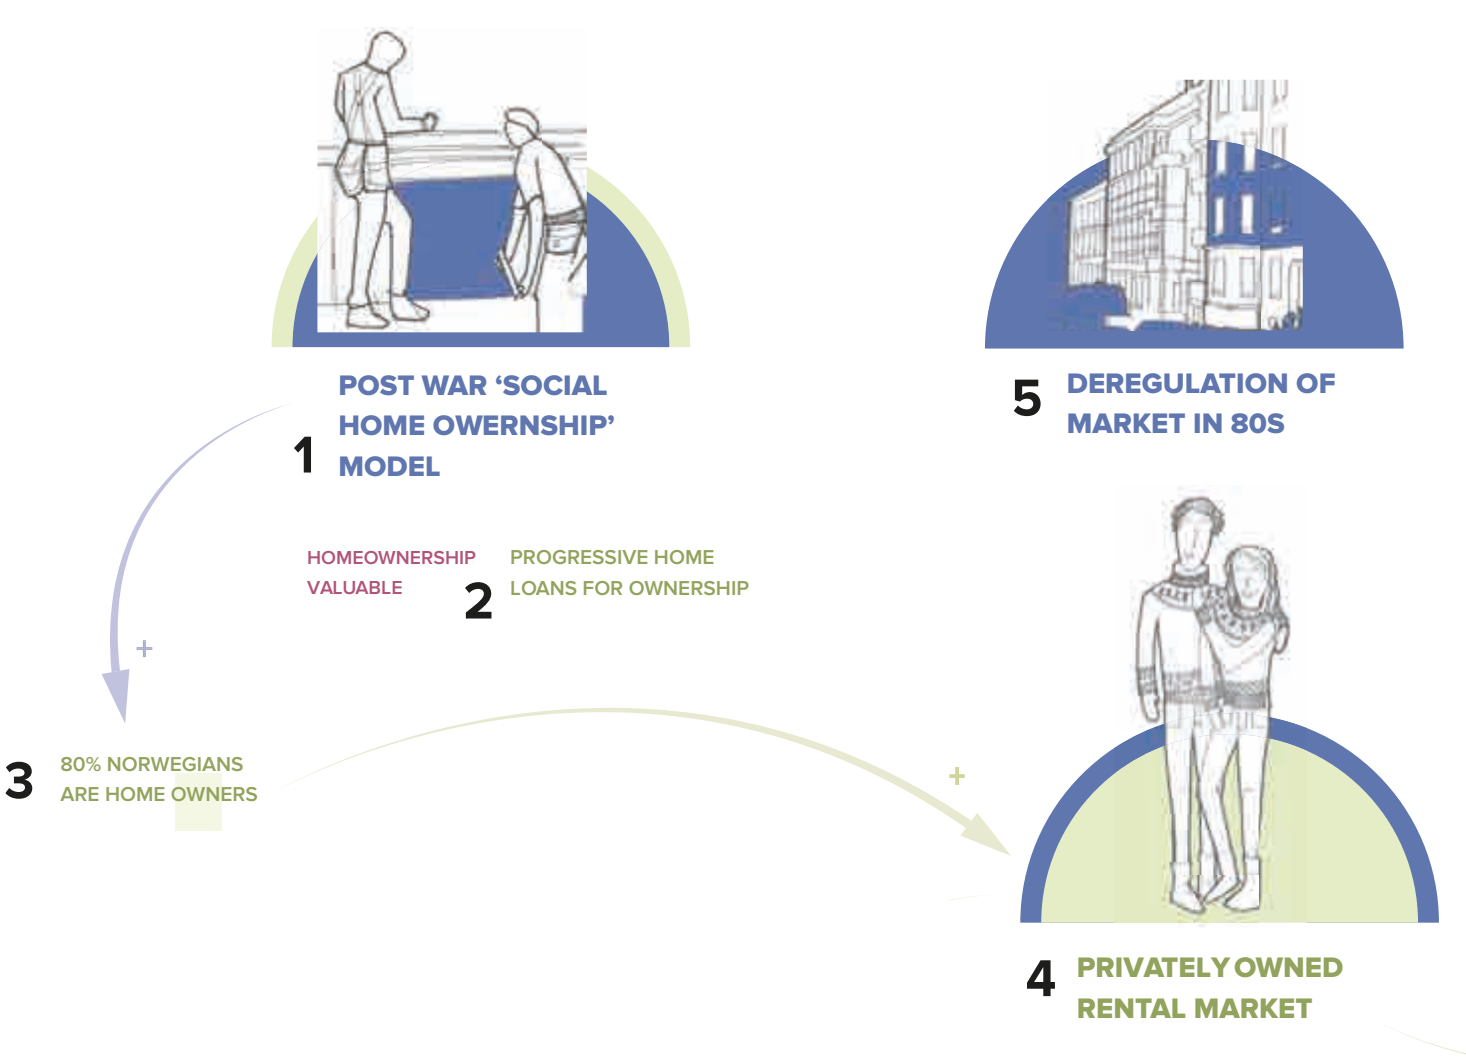 1
POST WAR ‘SOCIAL
HOME OWERNSHIP’
MODEL
HOMEOWNERSHIP
VALUABLE
2
PROGRESSIVE HOME
LOANS FOR OWNERSHIP
+
3
80% NORWEGIANS
ARE HOME OWNERS
+
4
PRIVATELY OWNED
RENTAL MARKET
5
DEREGULATION OF
MARKET IN 80S